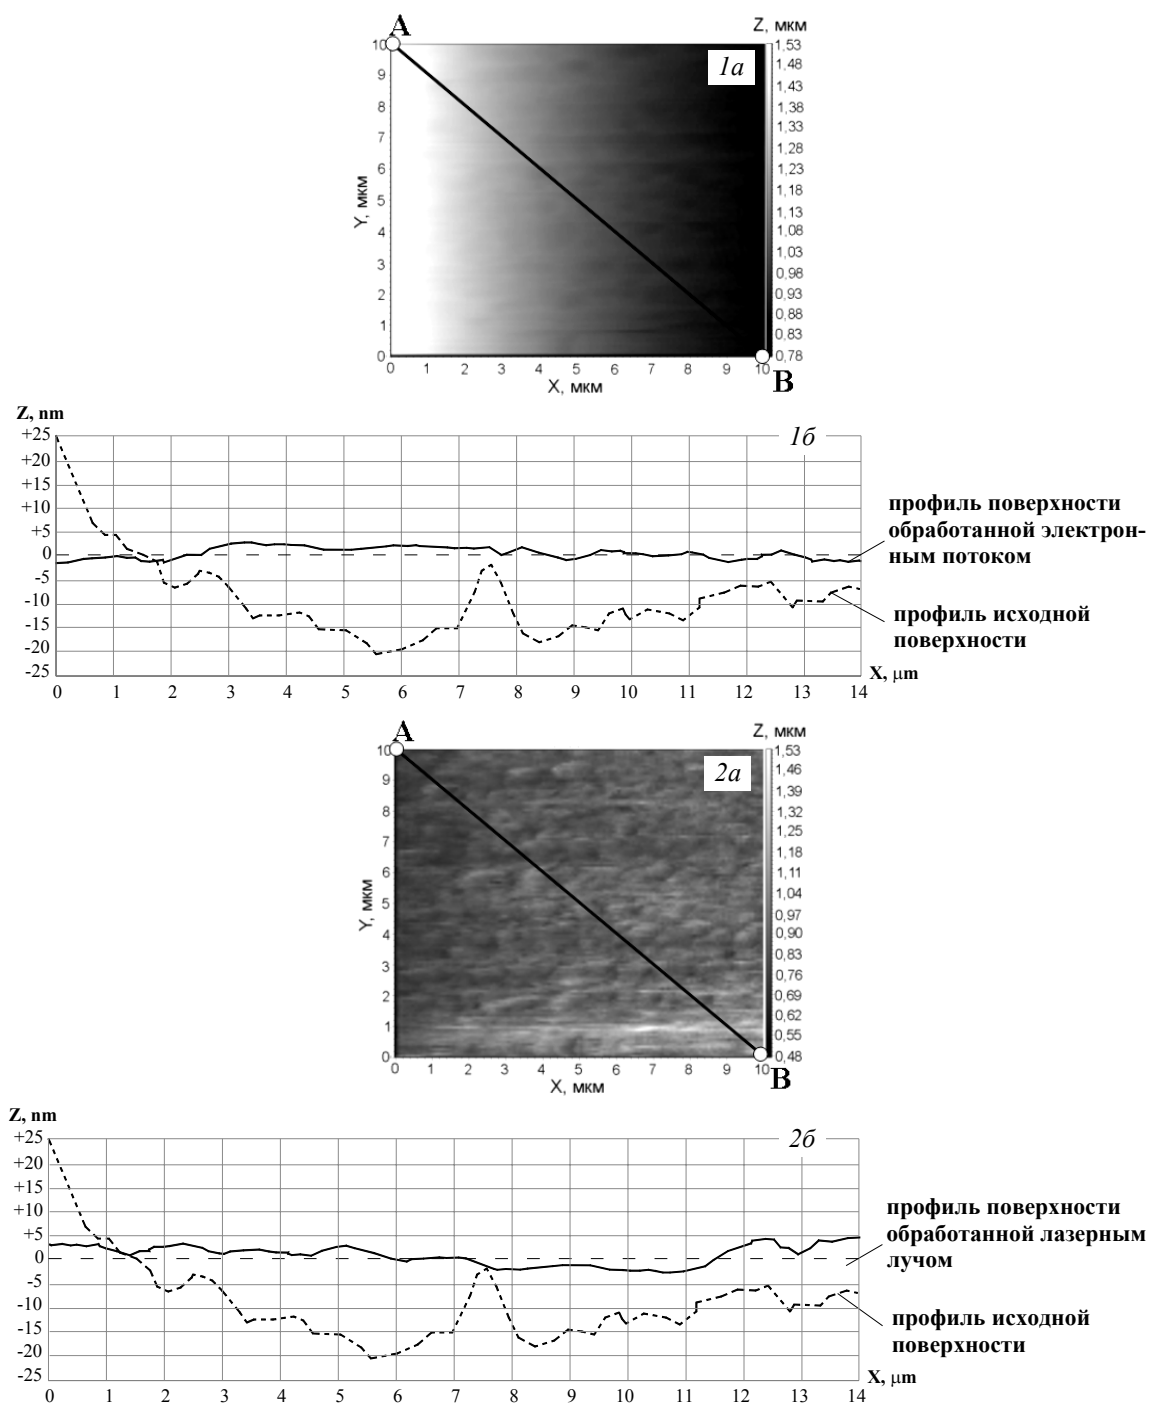 A
Z, мкм
1а
10
9
8
7
6
5
4
3
2
1
0
Y, мкм
1,53
1,48
1,43
1,38
1,33
1,28
1,23
1,18
1,13
1,08
1,03
0,98
0,93
0,88
0,83
0,78
0 1 2 3 4 5 6 7 8 9 10
X, мкм
B
Z, nm
1б
+25
+20
+15
+10
+5
0
-5
-10
-15
-20
-25
0 1 2 3 4 5 6 7 8 9 10 11 12 13 14
X, μm
профиль поверхности
обработанной электрон-
ным потоком
профиль исходной
поверхности
A
Z, мкм
2а
10
9
8
7
6
5
4
3
2
1
0
Y, мкм
1,53
1,46
1,39
1,32
1,25
1,18
1,11
1,04
0,97
0,90
0,83
0,76
0,69
0,62
0,55
0,48
0 1 2 3 4 5 6 7 8 9 10
X, мкм
B
Z, nm
2б
+25
+20
+15
+10
+5
0
-5
-10
-15
-20
-25
0 1 2 3 4 5 6 7 8 9 10 11 12 13 14
X, μm
профиль поверхности
обработанной лазерным
лучом
профиль исходной
поверхности